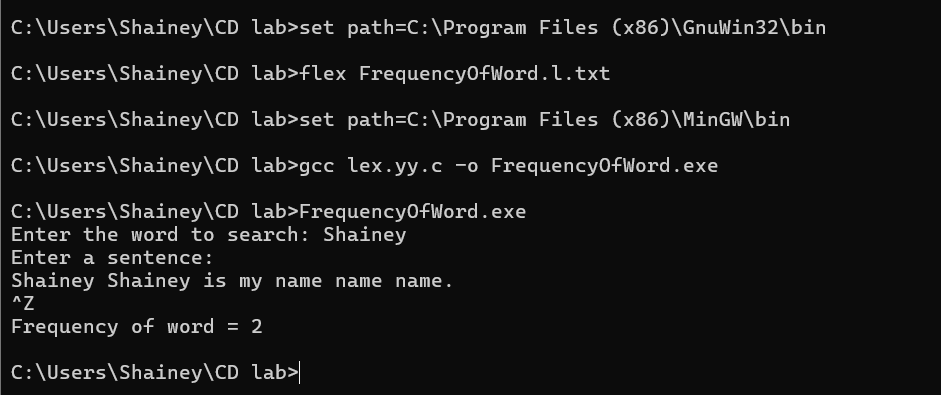 C:\Users\Shainey\CD lab>set path=C:\Program Files (x86)\GnuWin32\bin
C:\Users\Shainey\CD lab>flex FrequencyOfWord.l.txt
C:\Users\Shainey\CD lab>set path=C:\Program Files (x86)\MinGW\bin
C:\Users\Shainey\CD lab>gcc lex.yy.c -o FrequencyOfWord.exe
C:\Users\Shainey\CD lab>FrequencyOfWord.exe
Enter the word to search: Shainey
Enter a sentence:
Shainey Shainey is my name name name.
^Z
Frequency of word = 2
C:\Users\Shainey\CD lab>